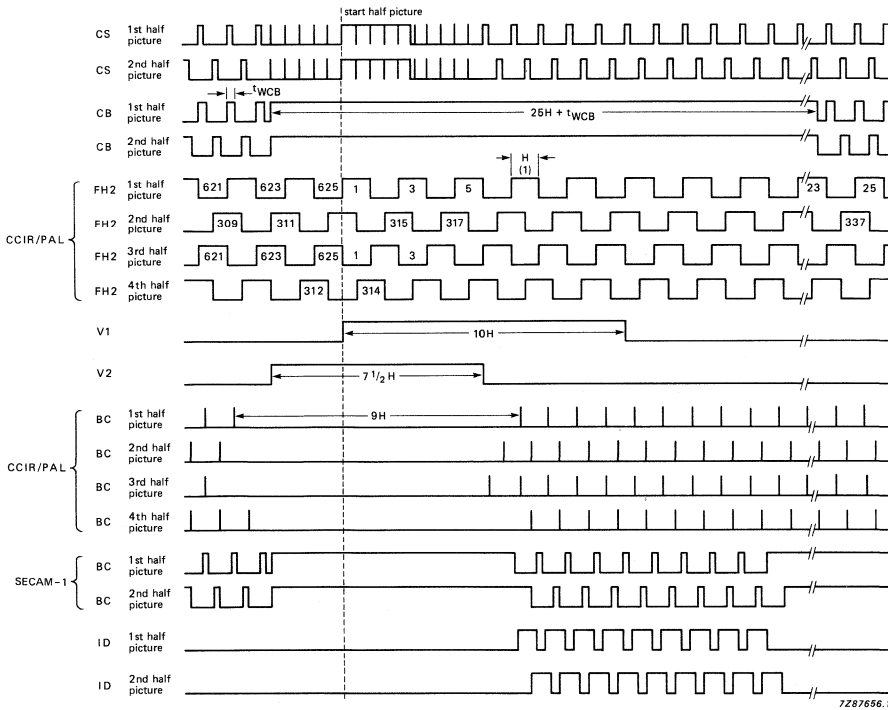 start half picture
CS 1st half picture
CS 2nd half picture
tWCB
CB 1st half picture
25H + tWCB
CB 2nd half picture
H (1)
CCIR/PAL
FH2 1st half picture 621 623 625 1 3 5 23 25
FH2 2nd half picture 309 311 315 317 337
FH2 3rd half picture 621 623 625 1 3
FH2 4th half picture 312 314
V1 10H
V2 7 1/2 H
CCIR/PAL
BC 1st half picture 9H
BC 2nd half picture
BC 3rd half picture
BC 4th half picture
SECAM-1
BC 1st half picture
BC 2nd half picture
ID 1st half picture
ID 2nd half picture